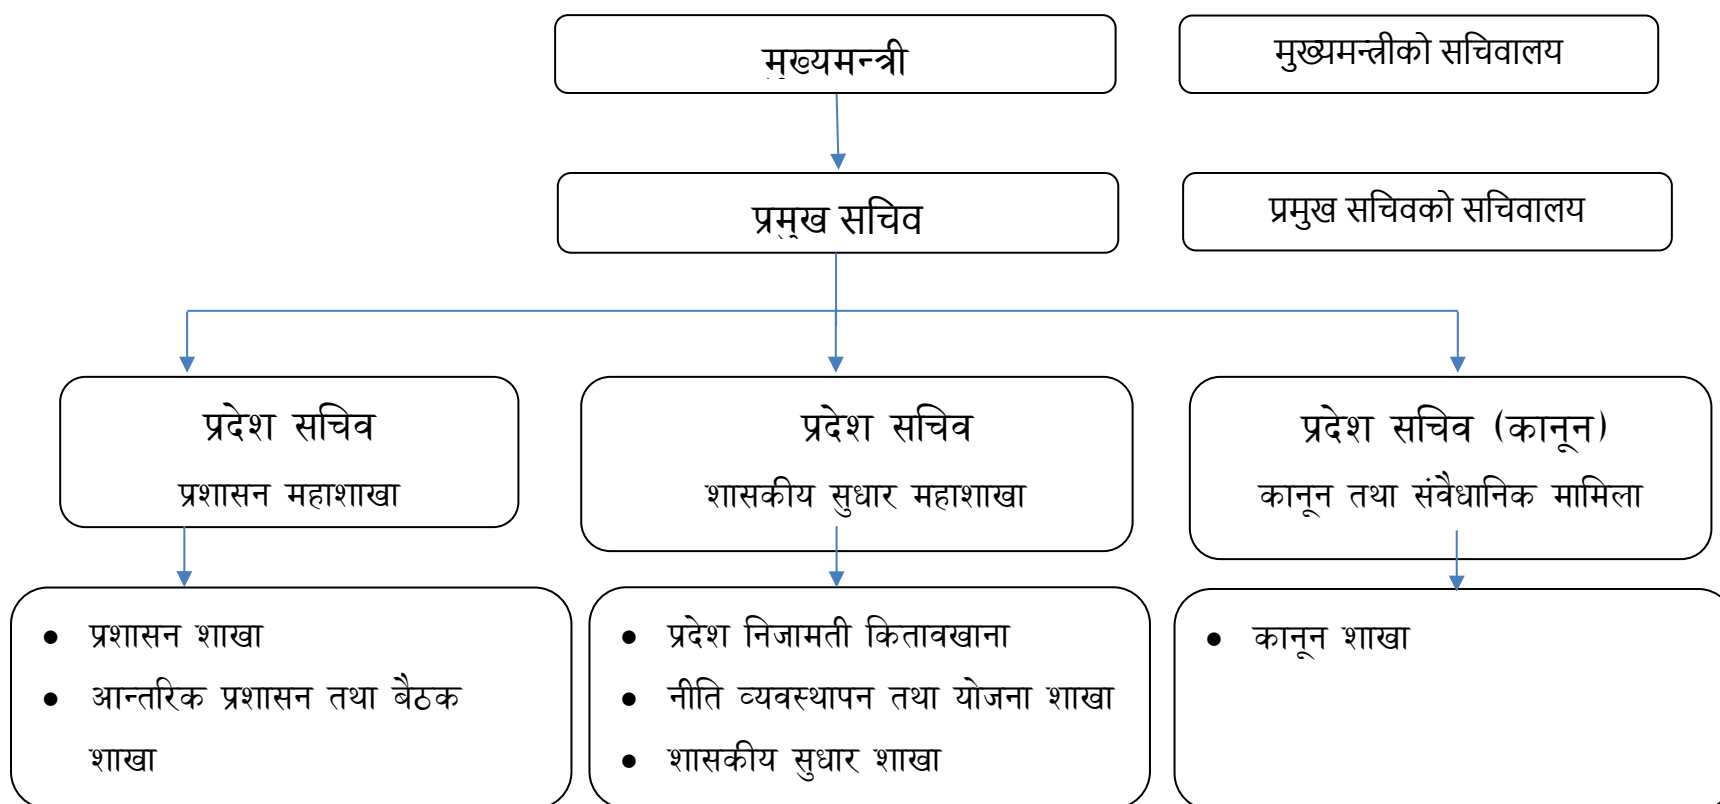 मुख्यमन्त्री
मुख्यमन्त्रीको सचिवालय
प्रमुख सचिव
प्रमुख सचिवको सचिवालय
प्रदेश सचिव
प्रशासन महाशाखा
प्रदेश सचिव
शासकीय सुधार महाशाखा
प्रदेश सचिव (कानून)
कानून तथा संवैधानिक मामिला
• प्रशासन शाखा
• आन्तरिक प्रशासन तथा बैठक
शाखा
• प्रदेश निजामती कितावखाना
• नीति व्यवस्थापन तथा योजना शाखा
• शासकीय सुधार शाखा
• कानून शाखा